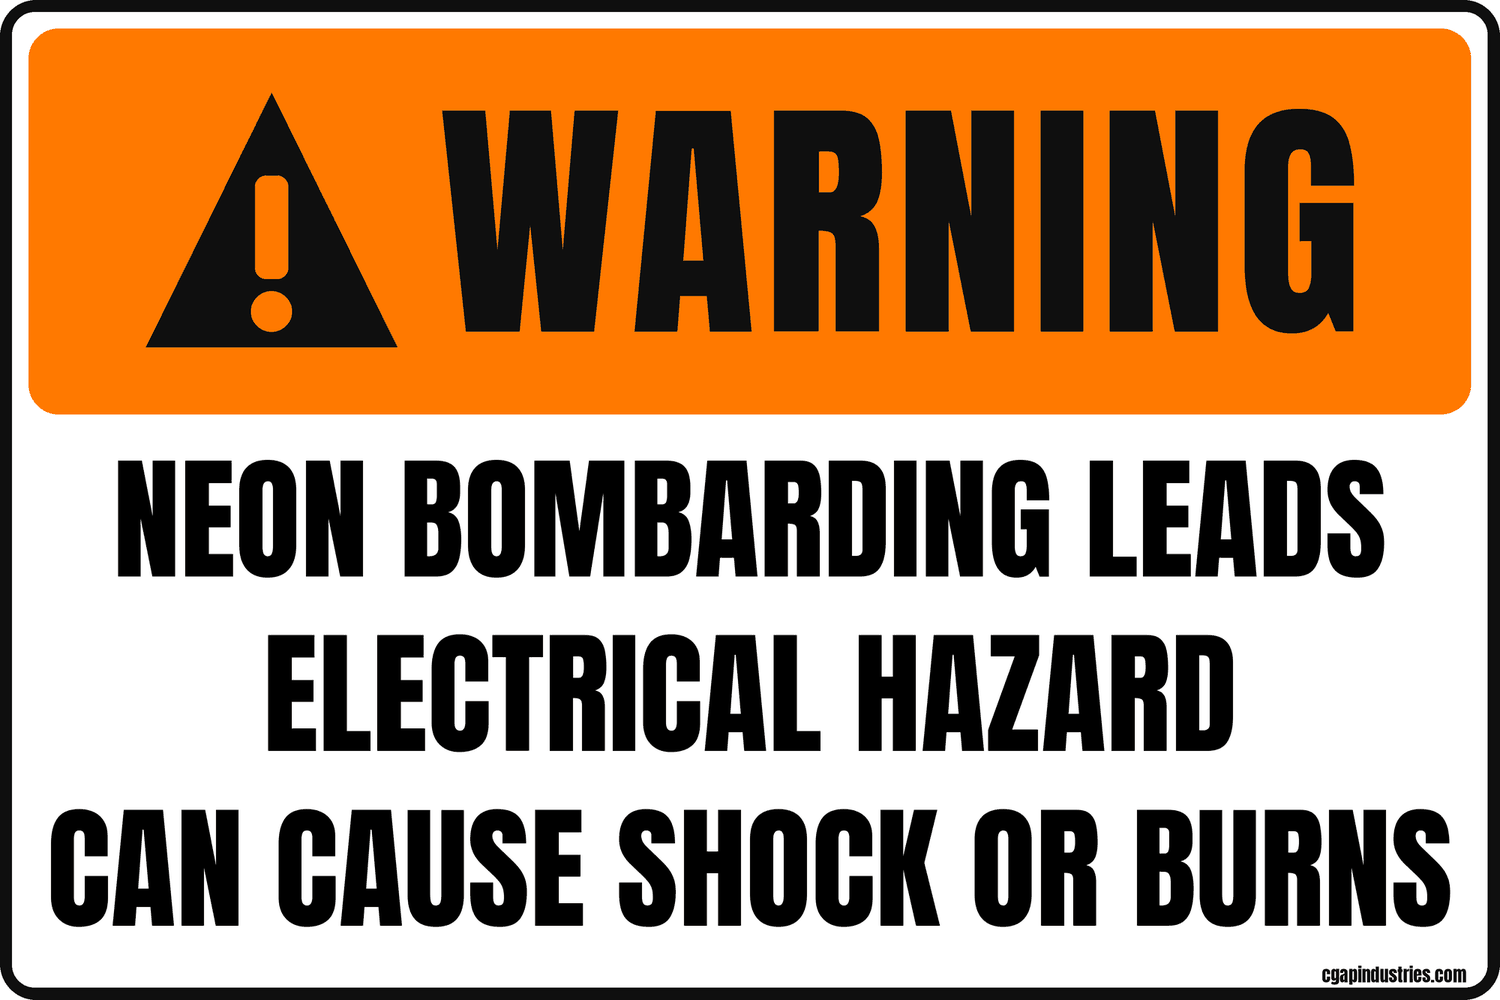 WARNING
NEON BOMBARDING LEADS
ELECTRICAL HAZARD
CAN CAUSE SHOCK OR BURNS
cgapindustries.com